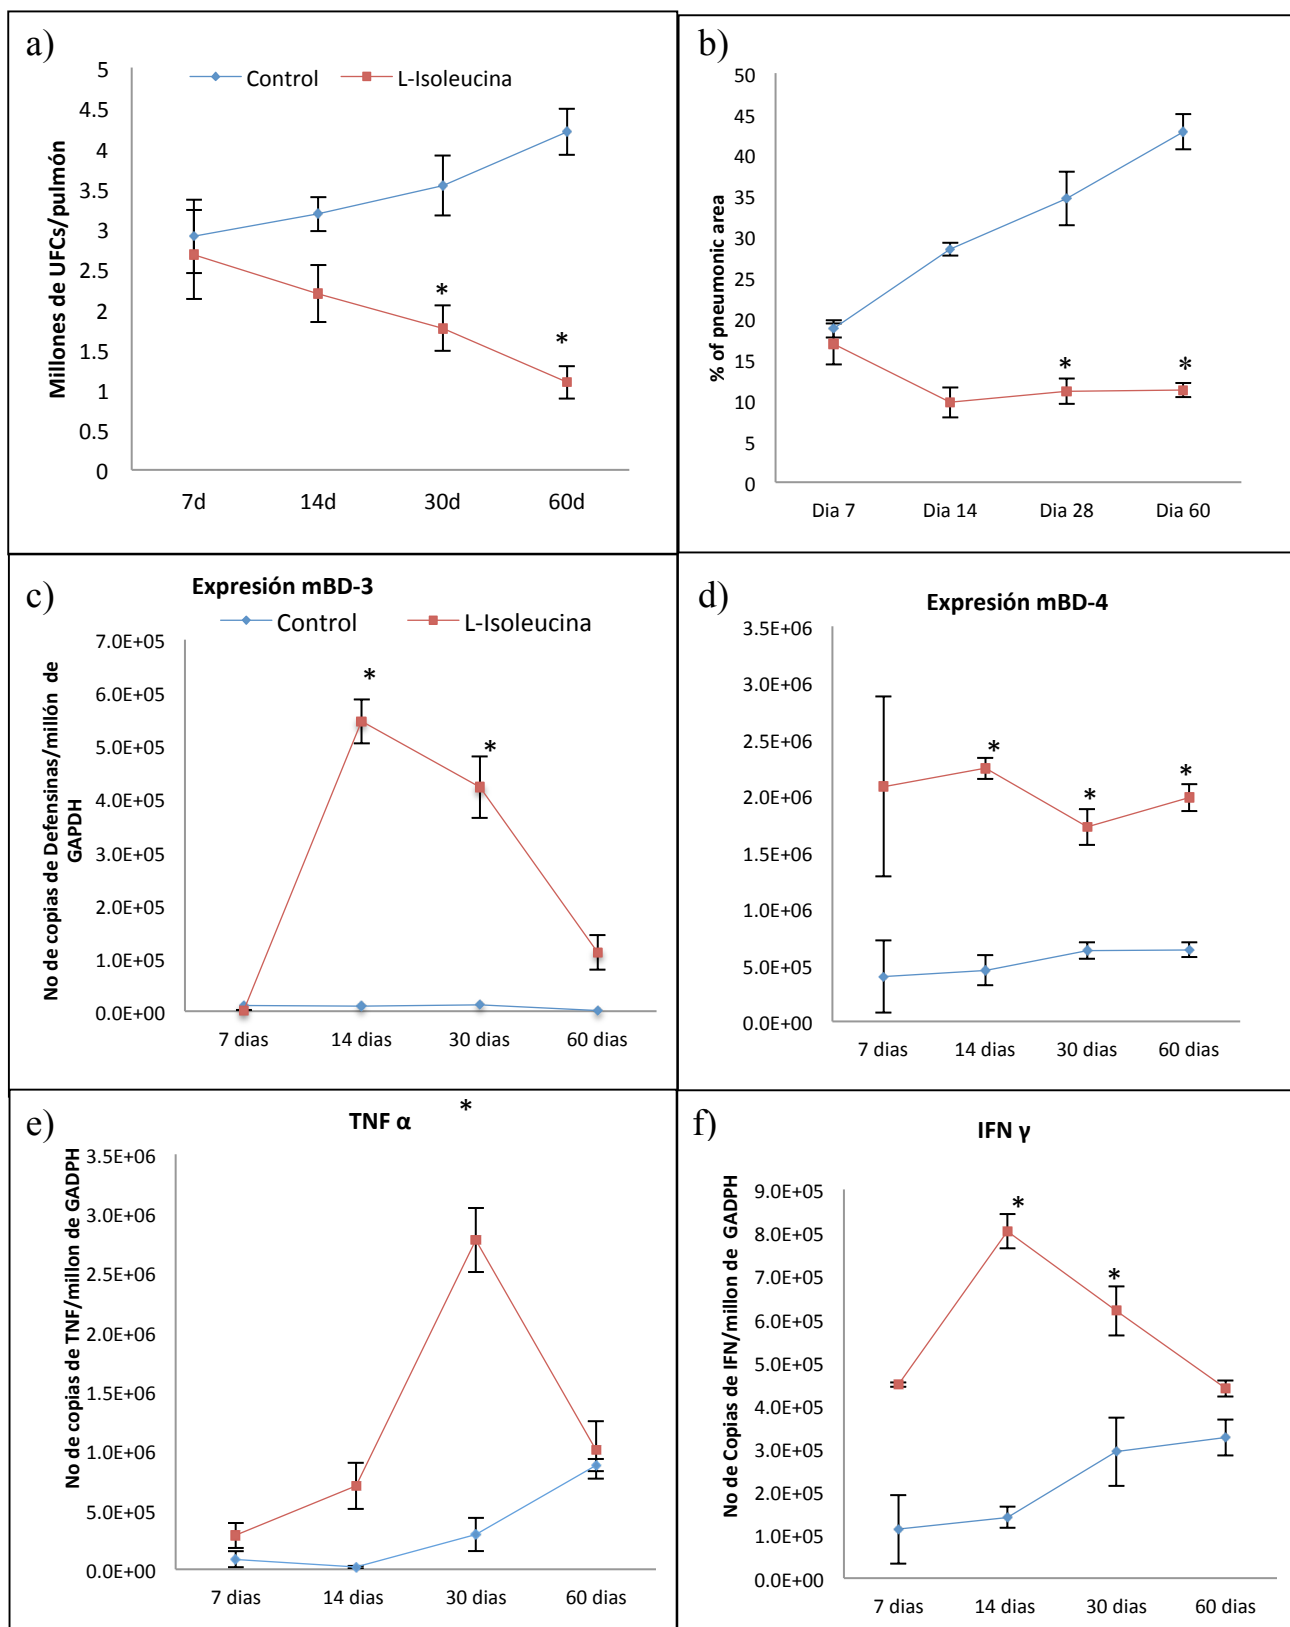 a)
Control
L-Isoleucina
Millones de UFCs/pulmón
5
4.5
4
3.5
3
2.5
2
1.5
1
0.5
0
*
*
7d 14d 30d 60d
b)
% of pneumonic area
50
45
40
35
30
25
20
15
10
5
0
*
*
Dia 7 Dia 14 Dia 28 Dia 60
c)
Expresión mBD-3
Control
L-Isoleucina
No de copias de Defensinas/millón de
GAPDH
7.0E+05
6.0E+05
5.0E+05
4.0E+05
3.0E+05
2.0E+05
1.0E+05
0.0E+00
*
*
7 dias 14 dias 30 dias 60 dias
d)
Expresión mBD-4
3.5E+06
3.0E+06
2.5E+06
2.0E+06
1.5E+06
1.0E+06
5.0E+05
0.0E+00
*
*
*
7 dias 14 dias 30 dias 60 dias
e)
TNF α
*
No de copias de TNF/millon de GADPH
3.5E+06
3.0E+06
2.5E+06
2.0E+06
1.5E+06
1.0E+06
5.0E+05
0.0E+00
7 dias 14 dias 30 dias 60 dias
f)
IFN γ
No de Copias de IFN/millon de GADPH
9.0E+05
8.0E+05
7.0E+05
6.0E+05
5.0E+05
4.0E+05
3.0E+05
2.0E+05
1.0E+05
0.0E+00
*
*
7 dias 14 dias 30 dias 60 dias